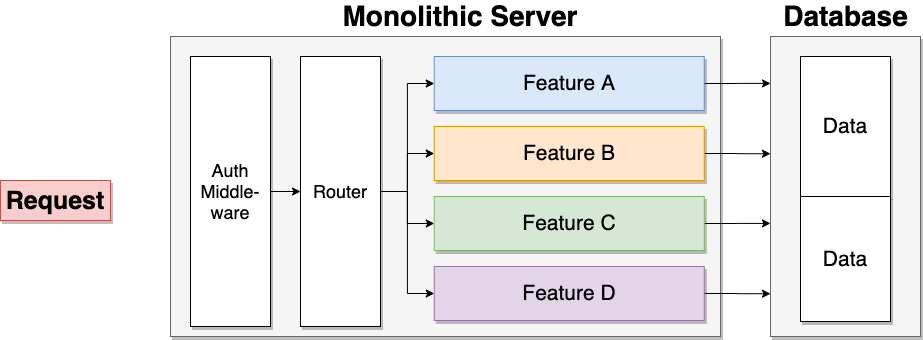 Monolithic Server
Database
Request
Auth
Middle-
ware
Router
Feature A
Feature B
Feature C
Feature D
Data
Data